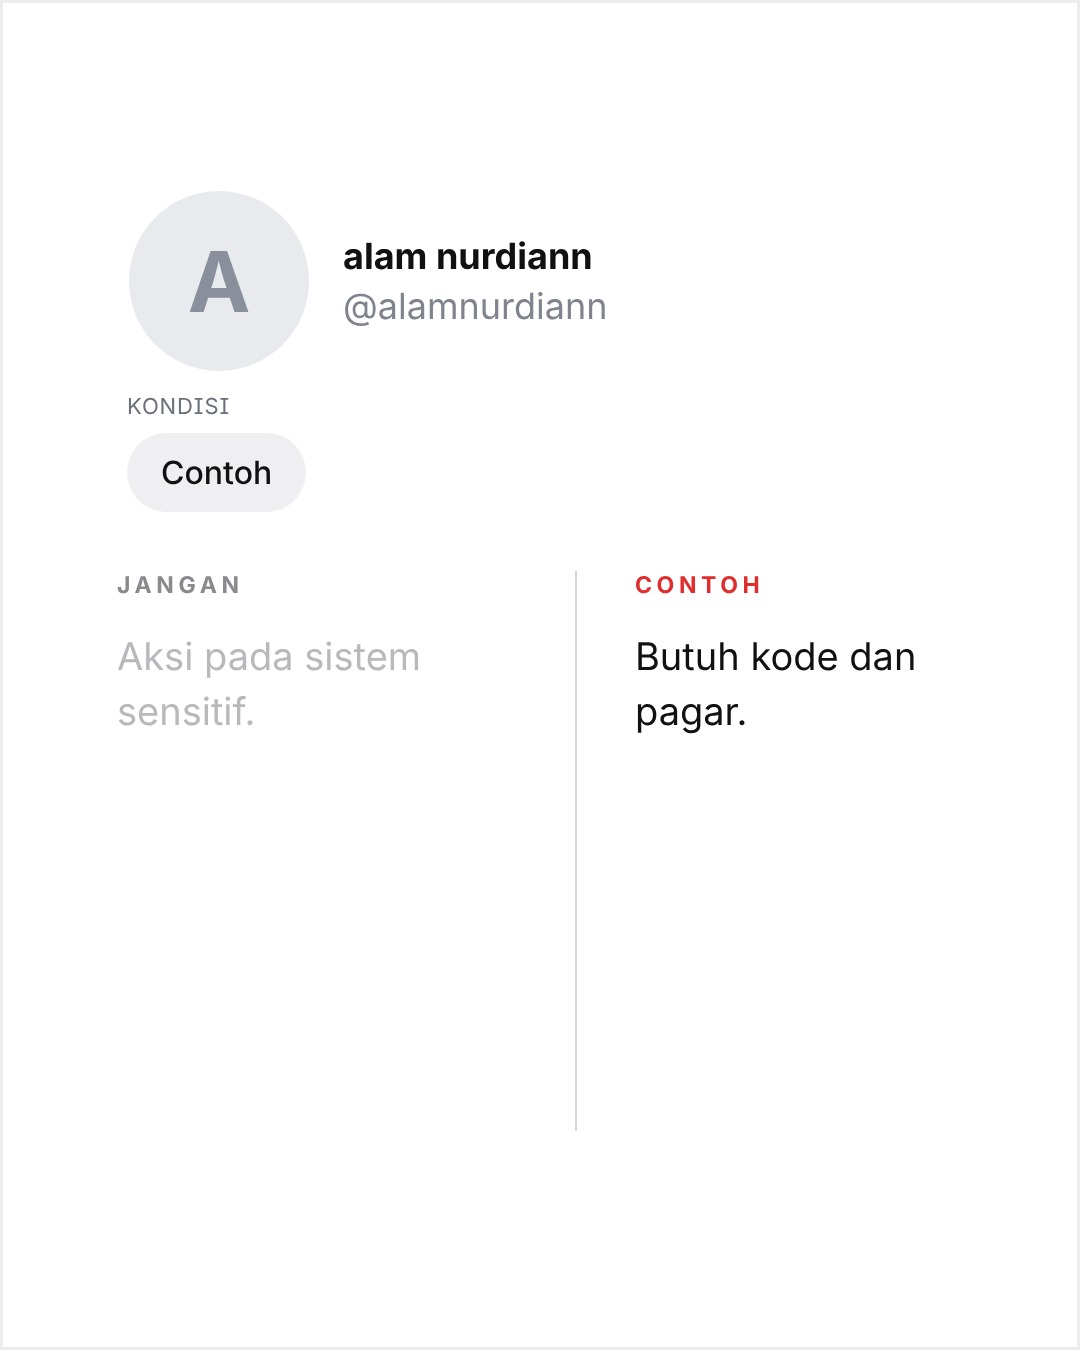 A
alam nurdiann
@alamnurdiann
KONDISI
Contoh
JANGAN
Aksi pada sistem
sensitif.
CONTOH
Butuh kode dan
pagar.